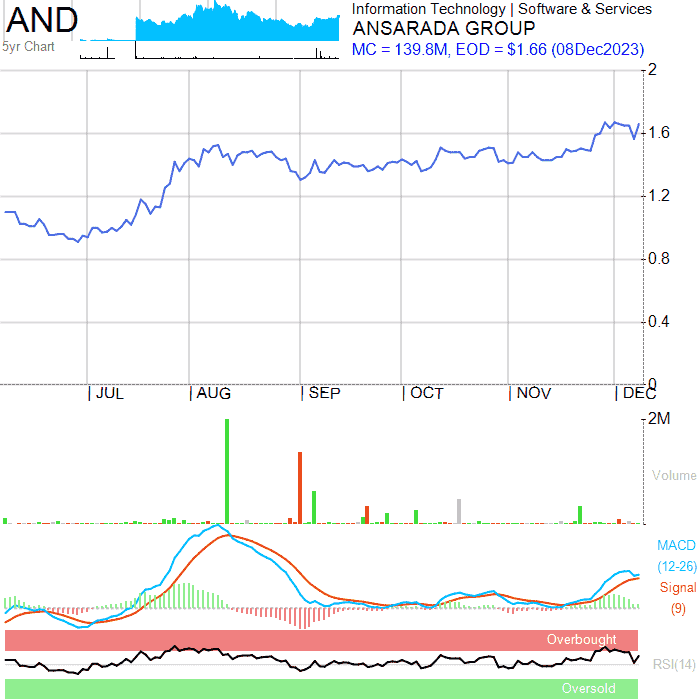 AND
5yr Chart
Information Technology | Software & Services
ANSARADA GROUP
MC = 139.8M, EOD = $1.66 (08Dec2023)
2
1.6
1.2
0.8
0.4
0
JUL AUG SEP OCT NOV DEC
2M
Volume
MACD
(12-26)
Signal
(9)
Overbought
RSI(14)
Oversold